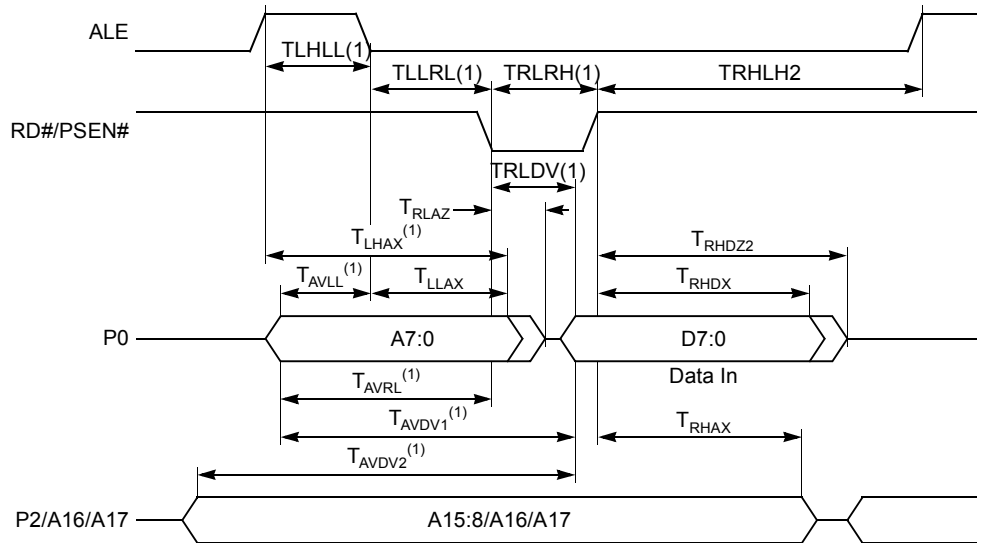 ALE
TLHLL(1)
TLLRL(1) TRLRH(1) TRHLH2
RD#/PSEN#
TRLDV(1)
TRLAZ
TLHAX(1)
TRHDZ2
TAVLL(1) TLLAX
TRHDX
P0 A7:0 D7:0
Data In
TAVRL(1)
TAVDV1(1)
TRHAX
TAVDV2(1)
P2/A16/A17 A15:8/A16/A17